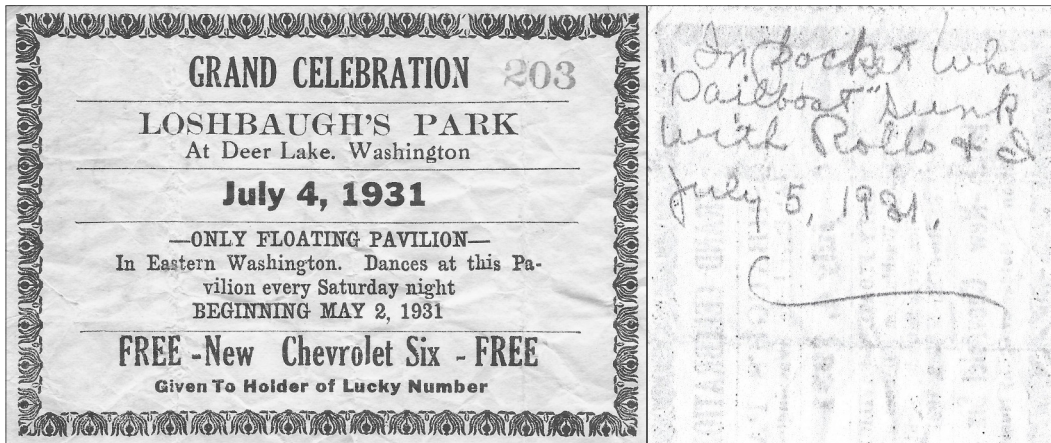 GRAND CELEBRATION 203
LOSHBAUGH'S PARK
At Deer Lake. Washington
July 4, 1931
—ONLY FLOATING PAVILION—
In Eastern Washington. Dances at this Pa-
vilion every Saturday night
BEGINNING MAY 2, 1931
FREE -New Chevrolet Six - FREE
Given To Holder of Lucky Number
"In pocket when
Sailboat" sunk
with Rollo & I
July 5, 1931.